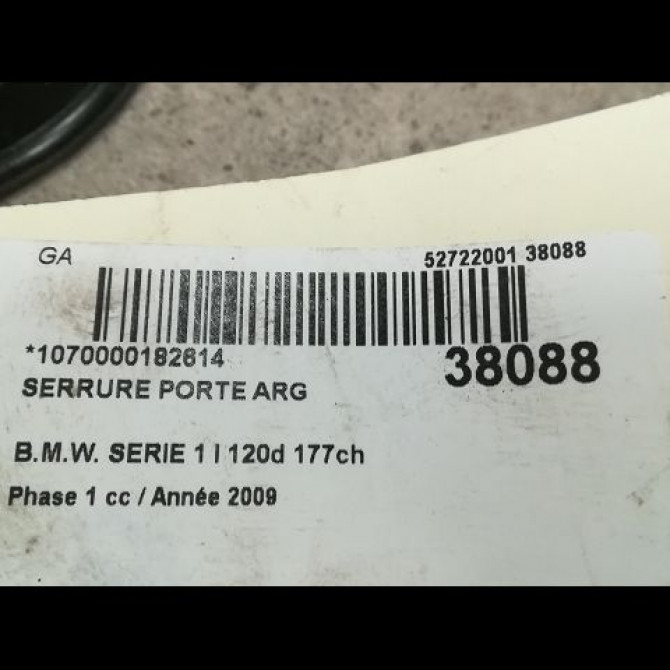 GA
52722001 38088
*1070000182614
38088
SERRURE PORTE ARG
B.M.W. SERIE 1 I 120d 177ch
Phase 1 cc / Année 2009